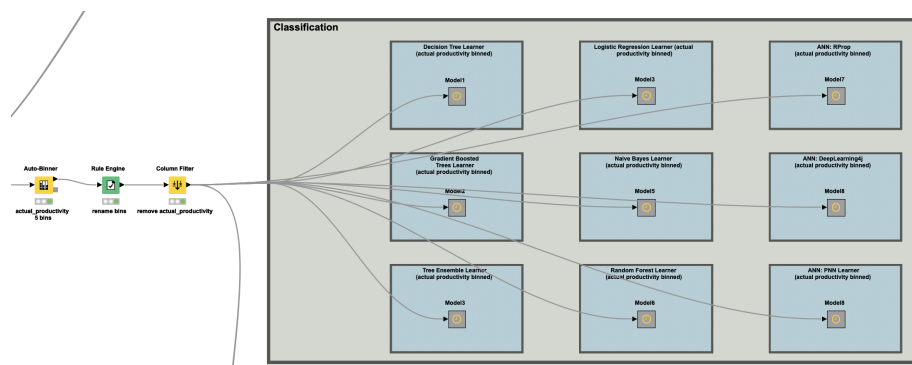 Classification
Decision Tree Learner
(actual productivity binned)
Model1
Logistic Regression Learner (actual
productivity binned)
Model3
ANN: RProp
(actual productivity binned)
Model7
Auto-Binner
actual_productivity
5 bins
Rule Engine
rename bins
Column Filter
remove actual_productivity
Gradient Boosted
Trees Learner
(actual productivity binned)
Model2
Naive Bayes Learner
(actual productivity binned)
Model5
ANN: DeepLearning4j
(actual productivity binned)
Model8
Tree Ensemble Learner
(actual productivity binned)
Model3
Random Forest Learner
(actual productivity binned)
Model6
ANN: PNN Learner
(actual productivity binned)
Model8